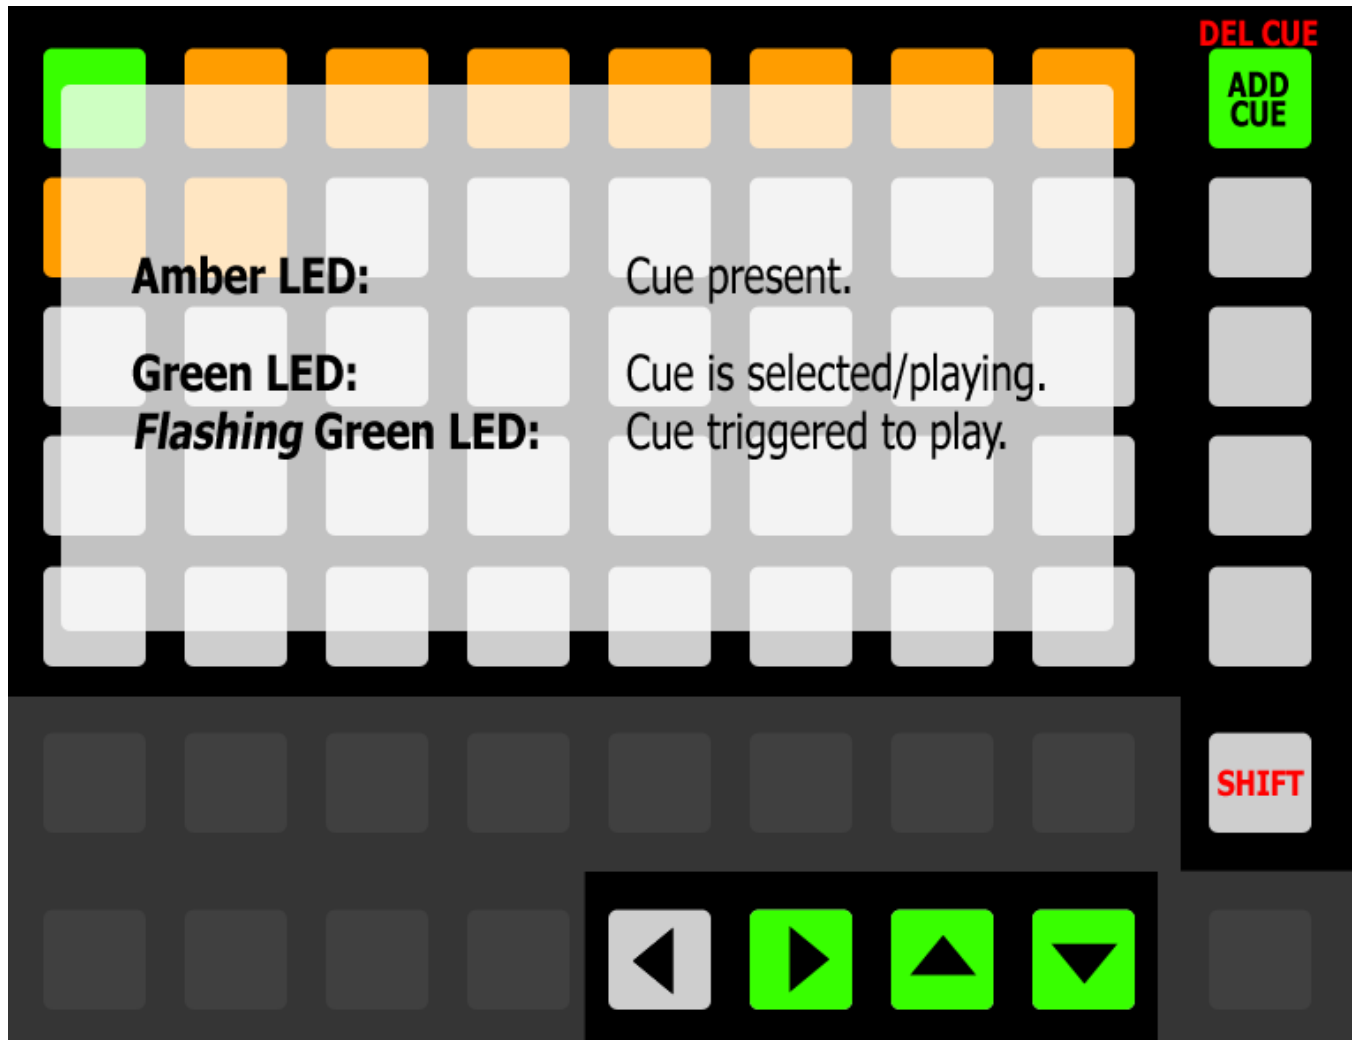 DEL CUE
ADD
CUE
Amber LED: Cue present.
Green LED: Cue is selected/playing.
Flashing Green LED: Cue triggered to play.
SHIFT